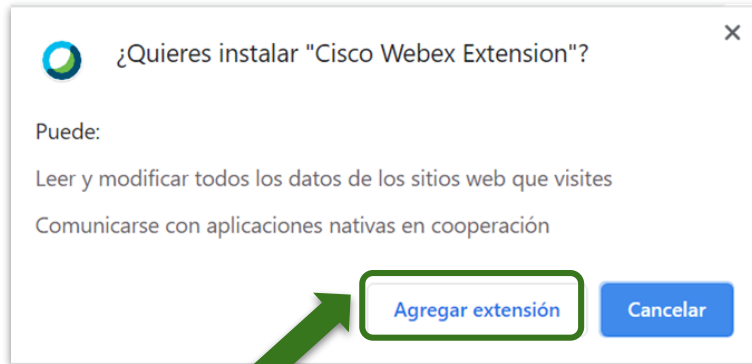 ¿Quieres instalar "Cisco Webex Extension"?
Puede:
Leer y modificar todos los datos de los sitios web que visites
Comunicarse con aplicaciones nativas en cooperación
Agregar extensión
Cancelar